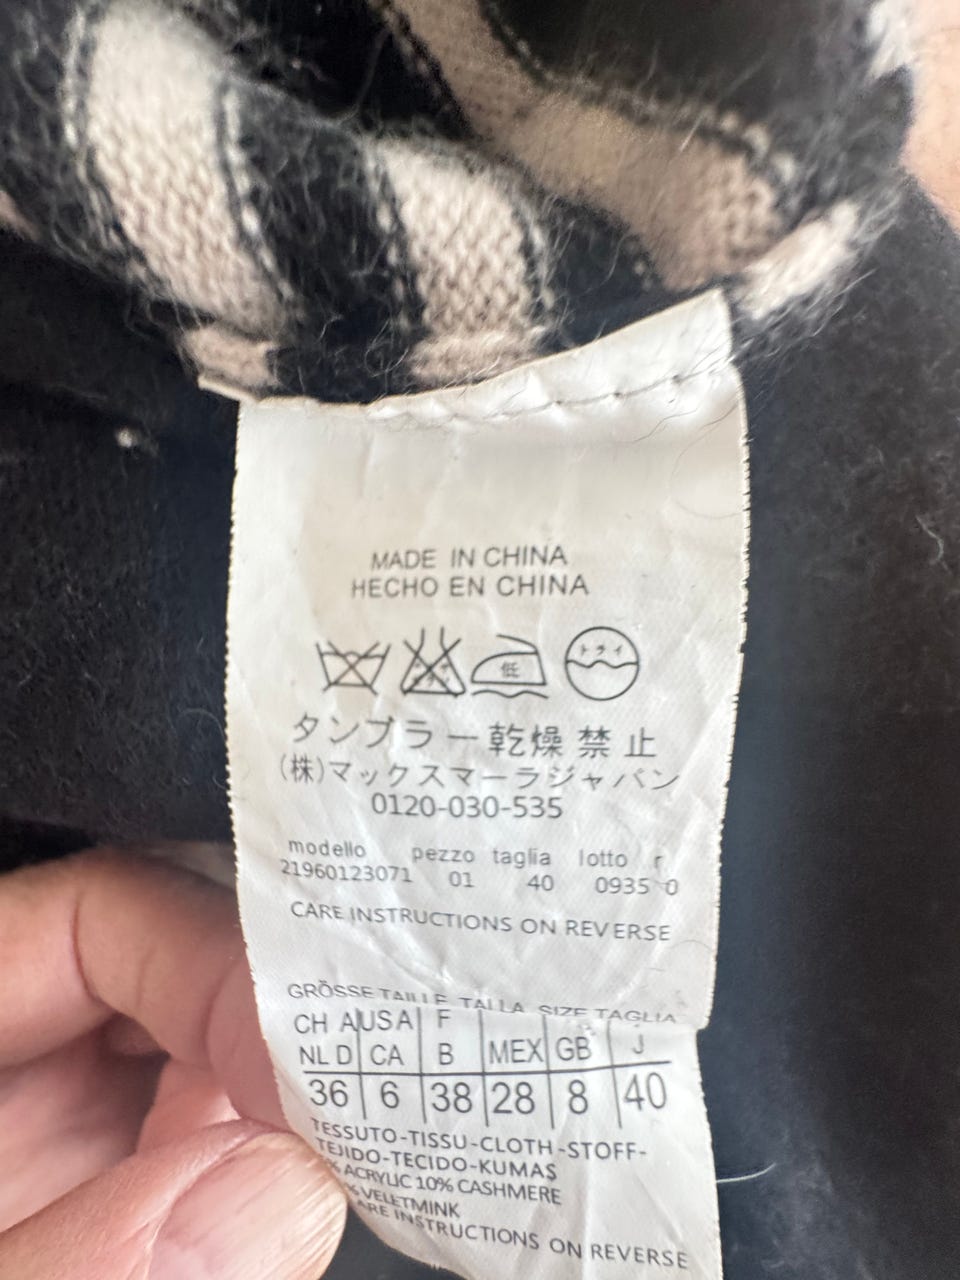 MADE IN CHINA
HECHO EN CHINA
低 ドライ
タンブラー乾燥禁止
(株)マックスマーラジャパン
0120-030-535
modello pezzo taglia lotto r
21960123071 01 40 0935 0
CARE INSTRUCTIONS ON REVERSE
GRÖSSE TAILLE TALLA SIZE TAGLIA
CH A USA F
NL D CA B MEX GB J
36 6 38 28 8 40
TESSUTO-TISSU-CLOTH-STOFF-
TEJIDO-TECIDO-KUMAŞ
% ACRYLIC 10% CASHMERE
% VELETMINK
ARE INSTRUCTIONS ON REVERSE